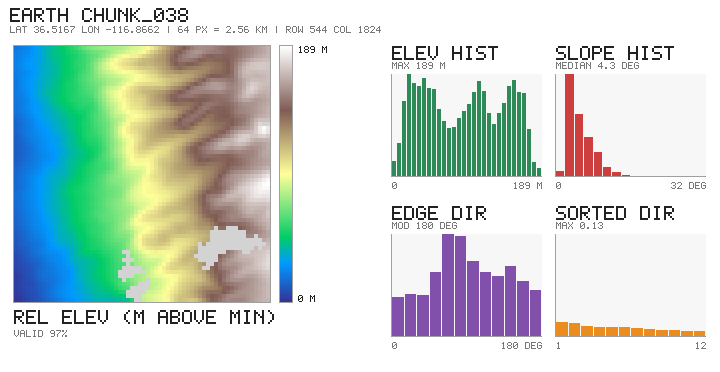 EARTH CHUNK_038
LAT 36.5167 LON -116.8662 | 64 PX = 2.56 KM | ROW 544 COL 1824
189 M
0 M
REL ELEV (M ABOVE MIN)
VALID 97%
ELEV HIST
MAX 189 M
0 189 M
SLOPE HIST
MEDIAN 4.3 DEG
0 32 DEG
EDGE DIR
MOD 180 DEG
0 180 DEG
SORTED DIR
MAX 0.13
1 12